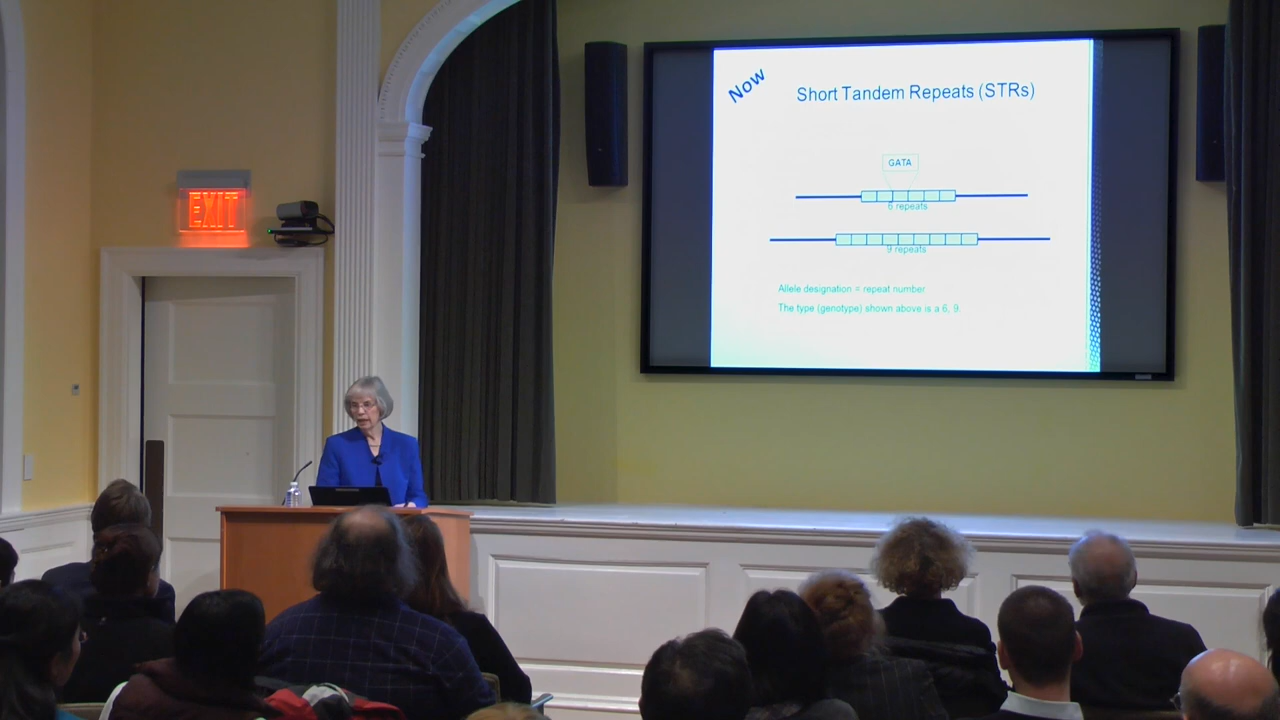 Now
Short Tandem Repeats (STRs)
GATA
6 repeats
9 repeats
Allele designation = repeat number
The type (genotype) shown above is a 6, 9.
EXIT